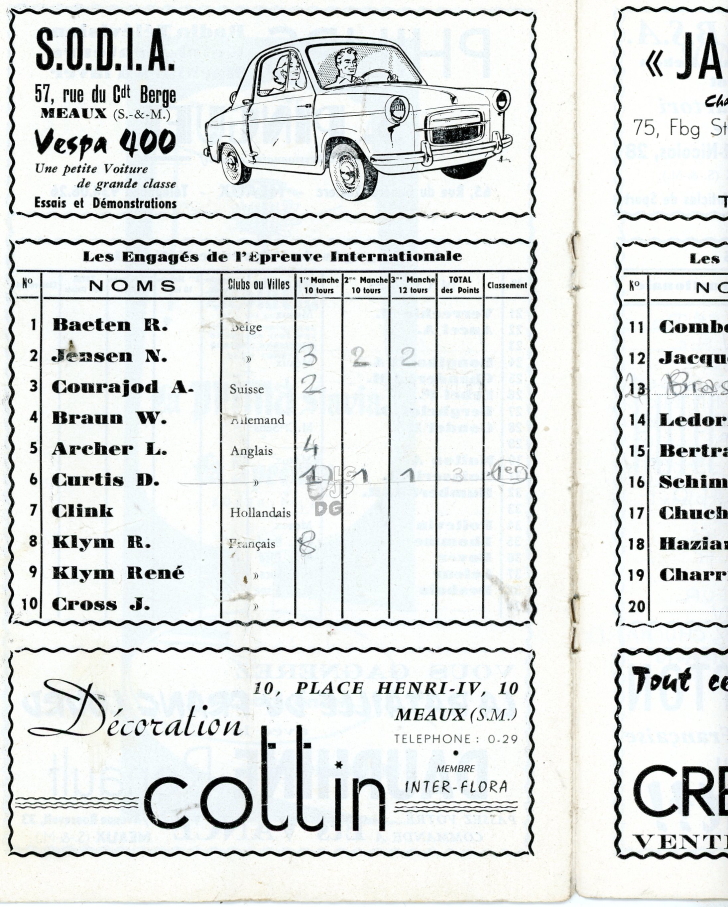 S.O.D.I.A.
57, rue du Cdt Berge
MEAUX (S.-&-M.)
Vespa 400
Une petite Voiture
de grande classe
Essais et Démonstrations
Les Engagés de l'Epreuve Internationale
N° NOMS Clubs ou Villes 1re Manche 10 tours 2me Manche 10 tours 3me Manche 12 tours TOTAL des Points Classement
1 Baeten R. Belge
2 Jensen N. » 3 2 2
3 Courajod A. Suisse 2
4 Braun W. Allemand
5 Archer L. Anglais 4
6 Curtis D. » 1 1 1 3 1er
7 Clink Hollandais
DG
8 Klym R. Français 8
9 Klym René »
10 Cross J. »
Décoration
cottin
10, PLACE HENRI-IV, 10
MEAUX (S.M.)
TELEPHONE : 0-29
MEMBRE
INTER-FLORA
« JA
75, Fbg St
Les
N° NO
11 Combe
12 Jacque
13 Bras
14 Ledor
15 Bertra
16 Schim
17 Chuch
18 Hazian
19 Charr
20
Tout ce
CRE
VENTE